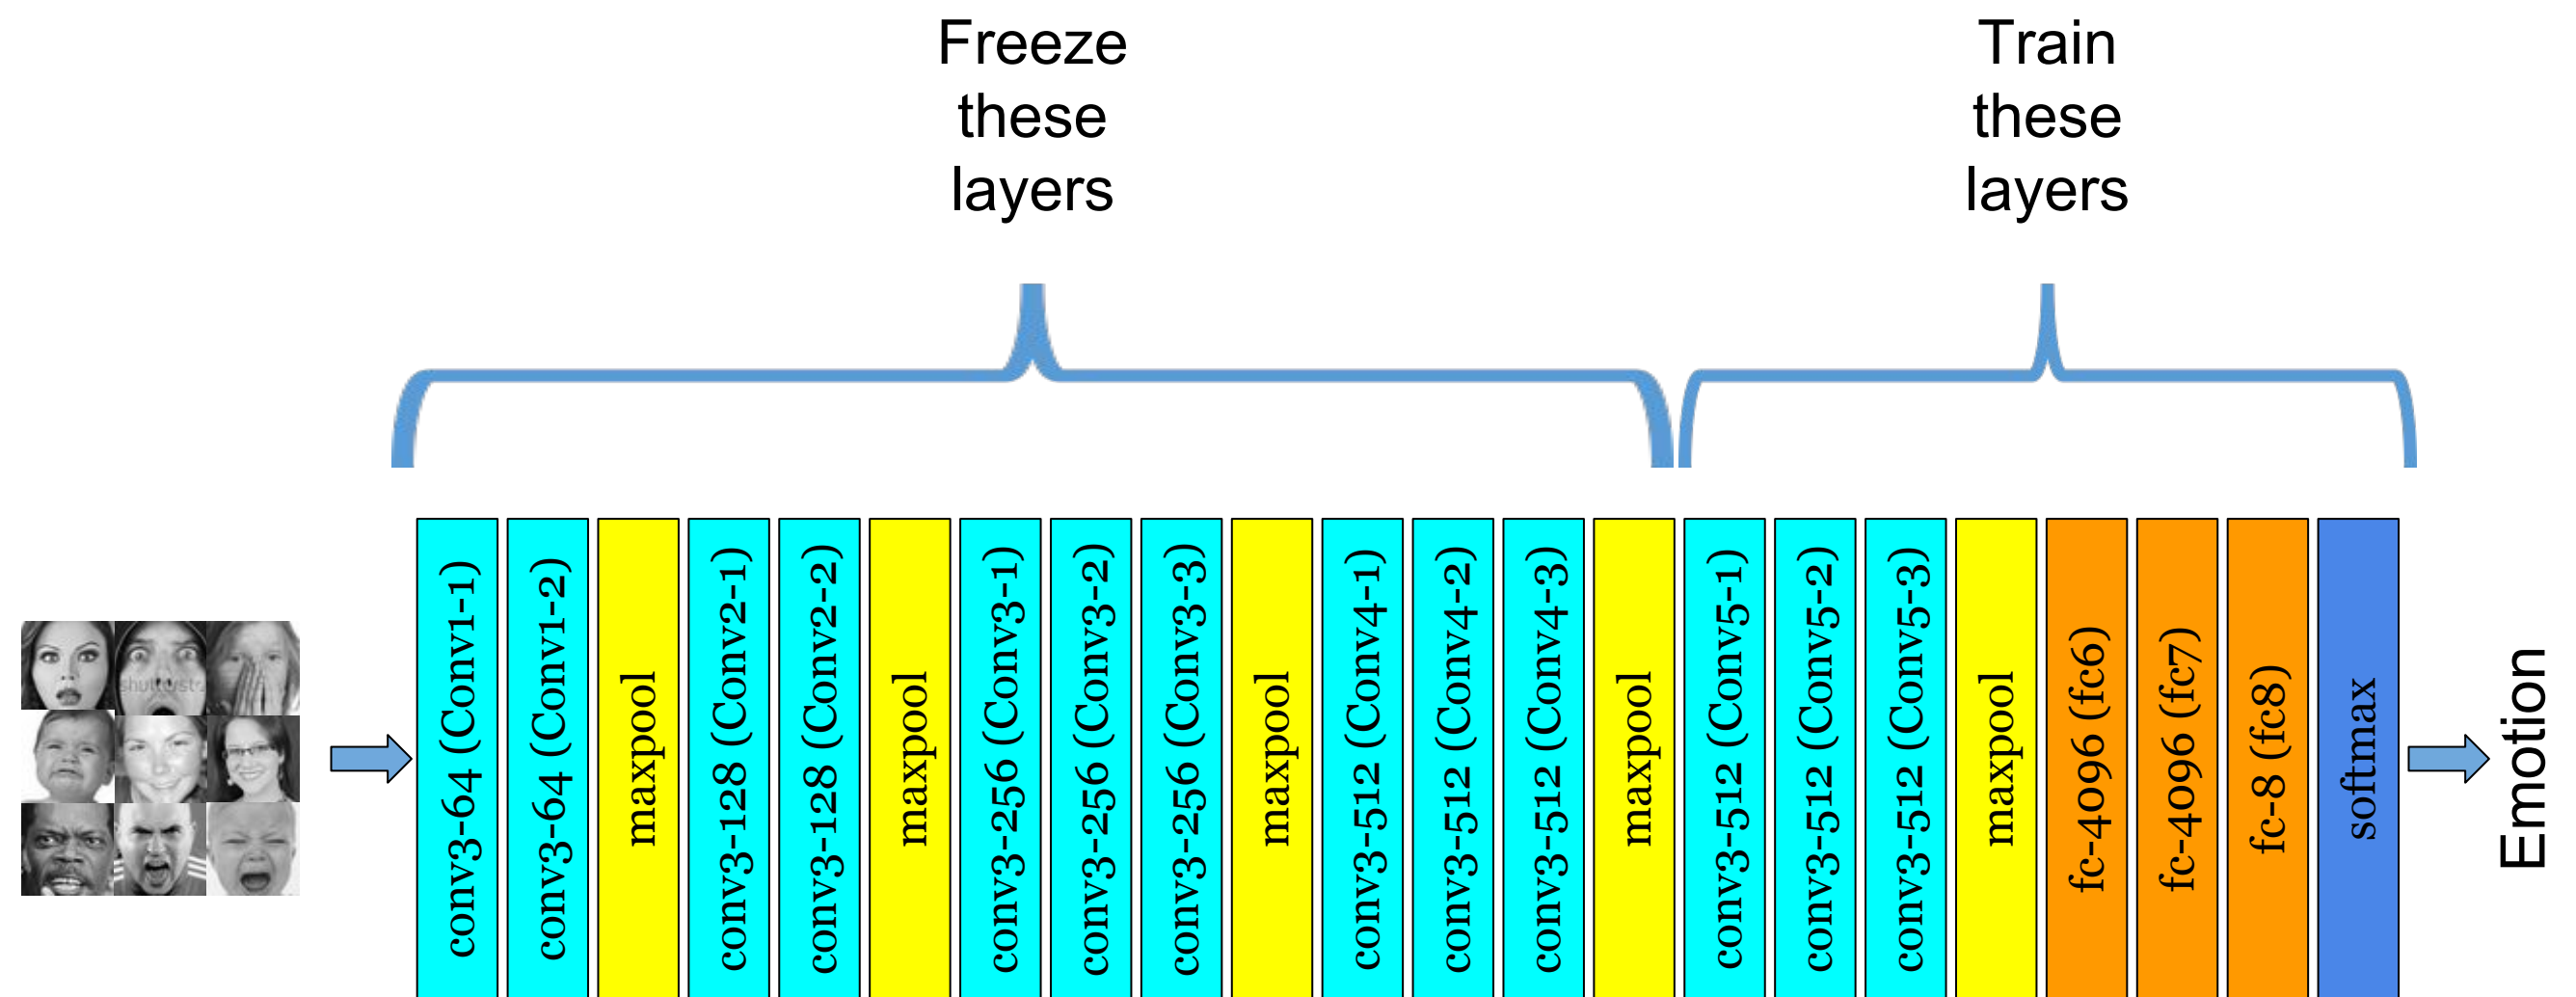 Freeze
these
layers
Train
these
layers
conv3-64 (Conv1-1)
conv3-64 (Conv1-2)
maxpool
conv3-128 (Conv2-1)
conv3-128 (Conv2-2)
maxpool
conv3-256 (Conv3-1)
conv3-256 (Conv3-2)
conv3-256 (Conv3-3)
maxpool
conv3-512 (Conv4-1)
conv3-512 (Conv4-2)
conv3-512 (Conv4-3)
maxpool
conv3-512 (Conv5-1)
conv3-512 (Conv5-2)
conv3-512 (Conv5-3)
maxpool
fc-4096 (fc6)
fc-4096 (fc7)
fc-8 (fc8)
softmax
Emotion